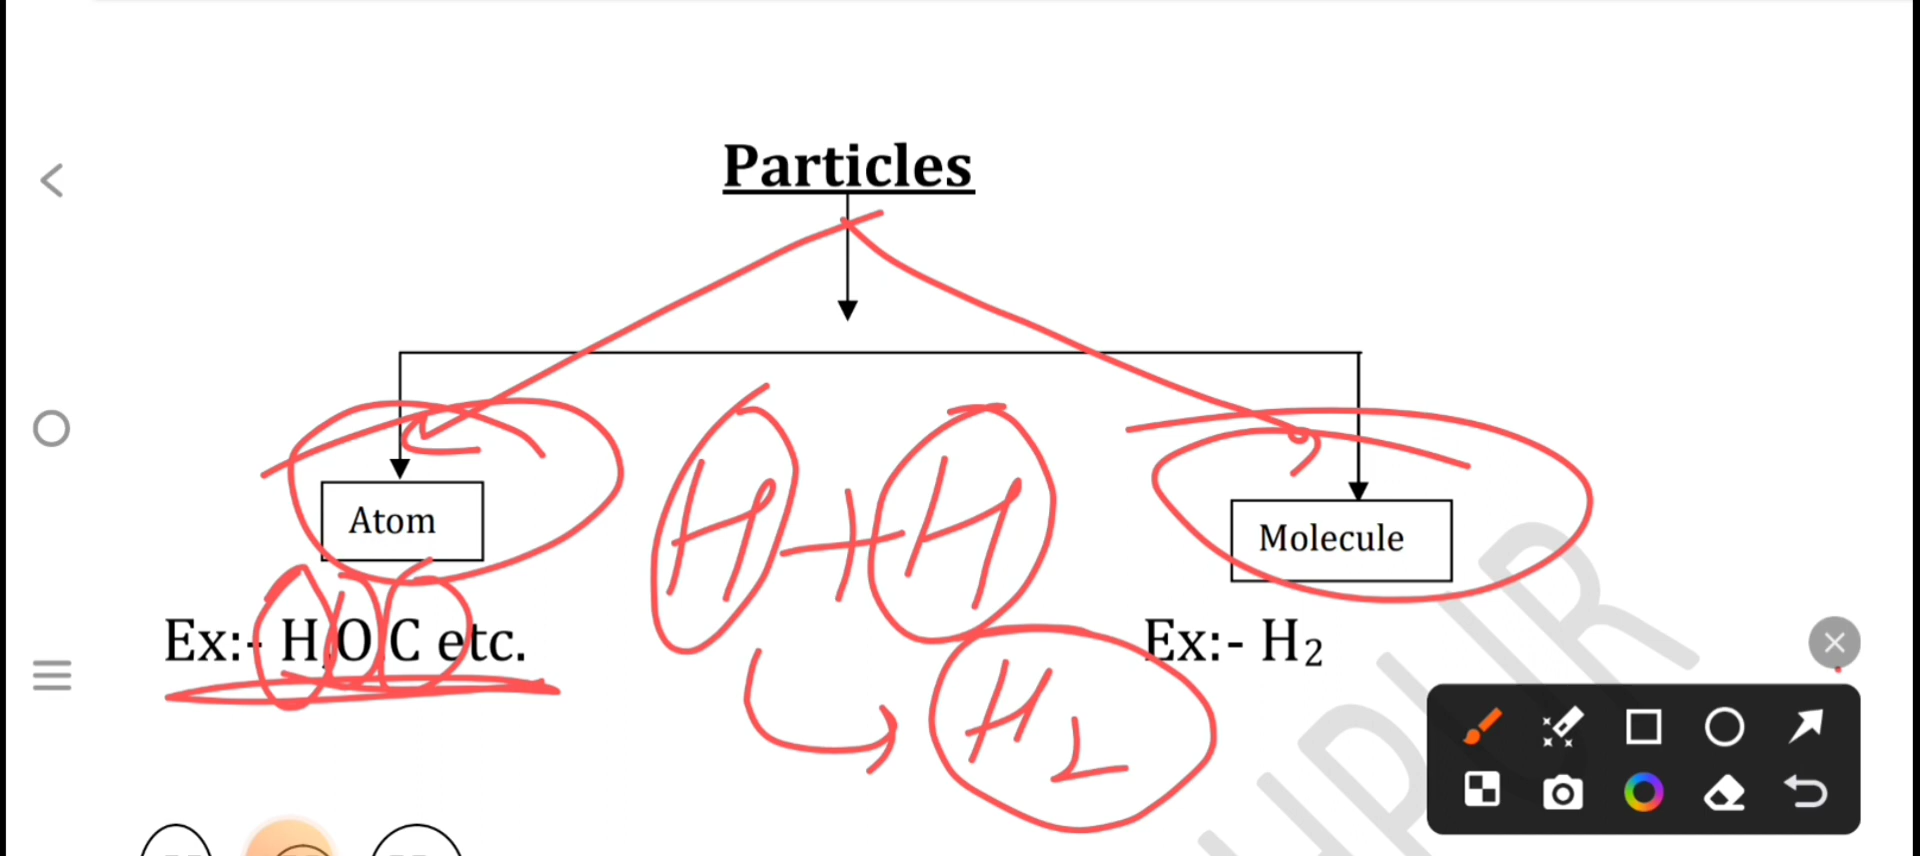 Particles
Atom
H + H
Molecule
Ex:- H,O,C etc.
Ex:- H₂
H₂